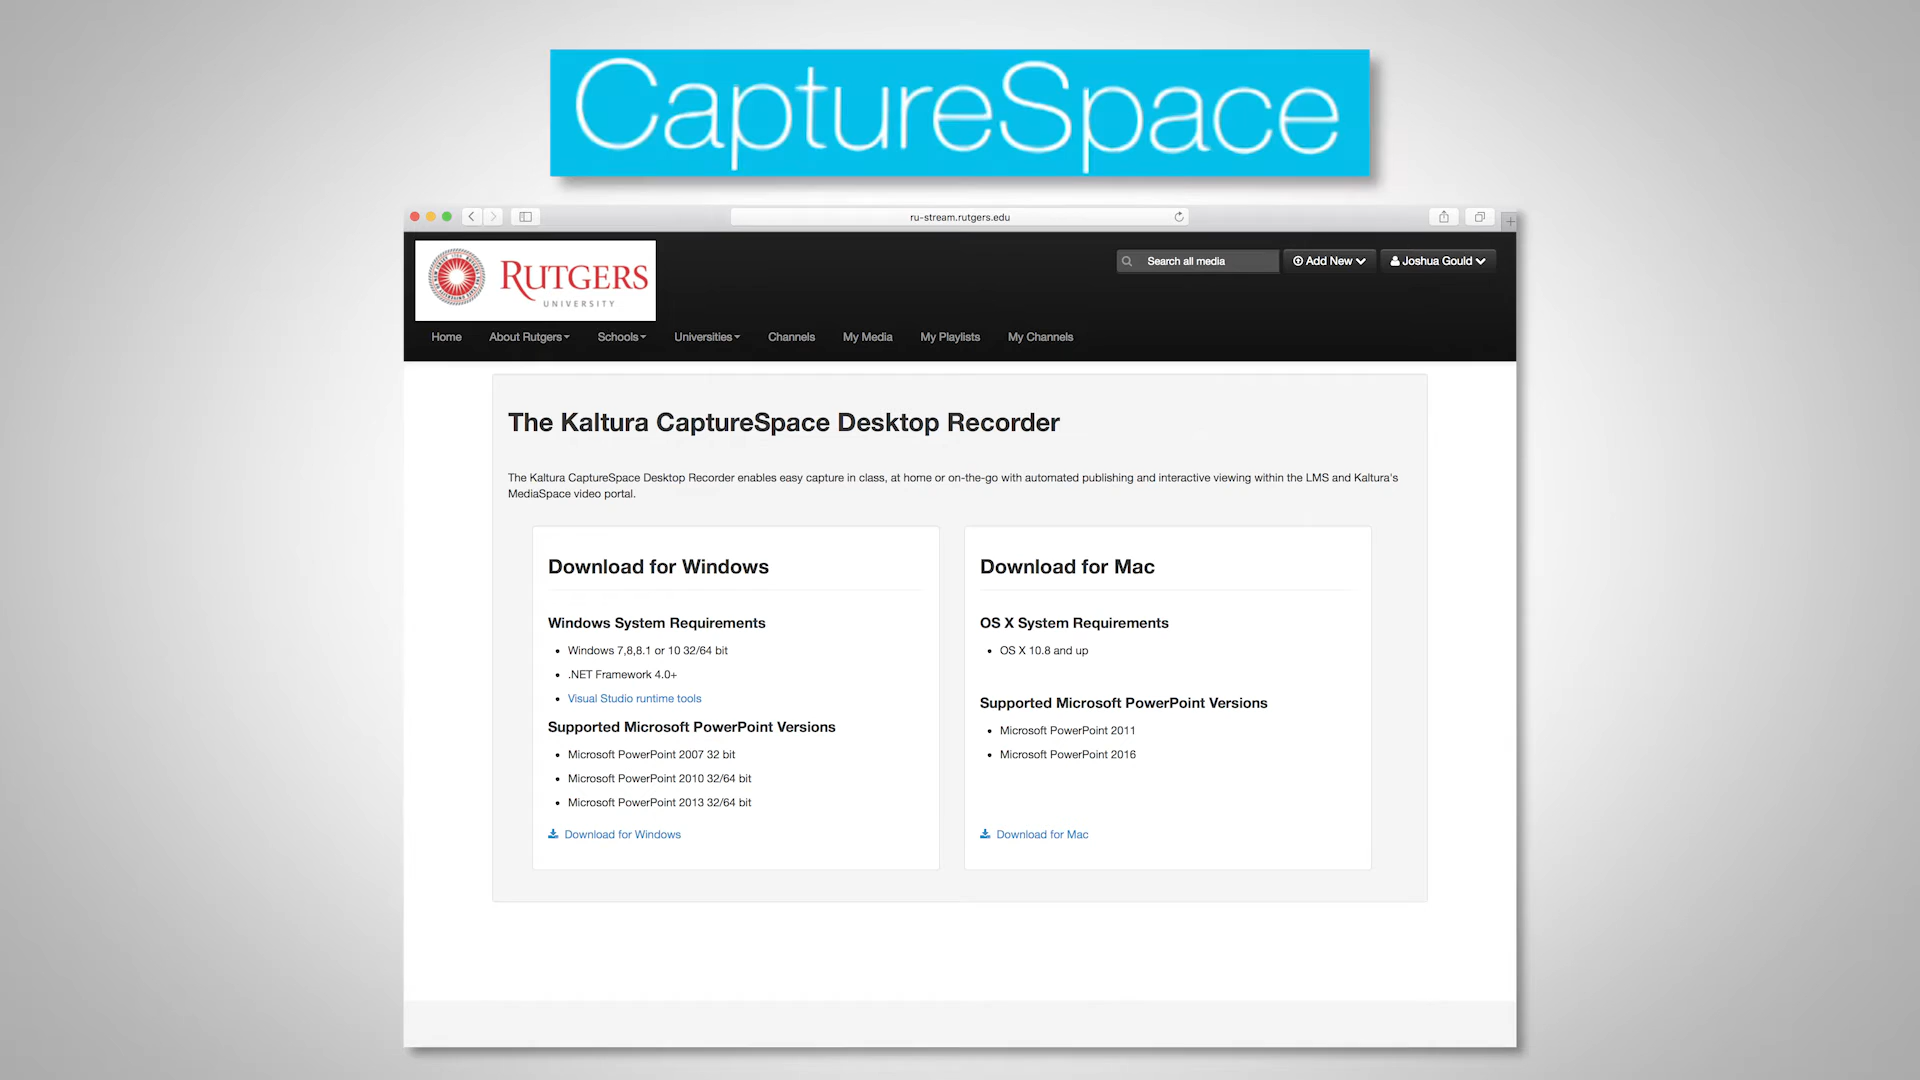 CaptureSpace
ru-stream.rutgers.edu
RUTGERS
UNIVERSITY
Search all media
Add New
Joshua Gould
Home
About Rutgers
Schools
Universities
Channels
My Media
My Playlists
My Channels
The Kaltura CaptureSpace Desktop Recorder
The Kaltura CaptureSpace Desktop Recorder enables easy capture in class, at home or on-the-go with automated publishing and interactive viewing within the LMS and Kaltura's
MediaSpace video portal.
Download for Windows
Windows System Requirements
Windows 7,8,8.1 or 10 32/64 bit
.NET Framework 4.0+
Visual Studio runtime tools
Supported Microsoft PowerPoint Versions
Microsoft PowerPoint 2007 32 bit
Microsoft PowerPoint 2010 32/64 bit
Microsoft PowerPoint 2013 32/64 bit
Download for Windows
Download for Mac
OS X System Requirements
OS X 10.8 and up
Supported Microsoft PowerPoint Versions
Microsoft PowerPoint 2011
Microsoft PowerPoint 2016
Download for Mac